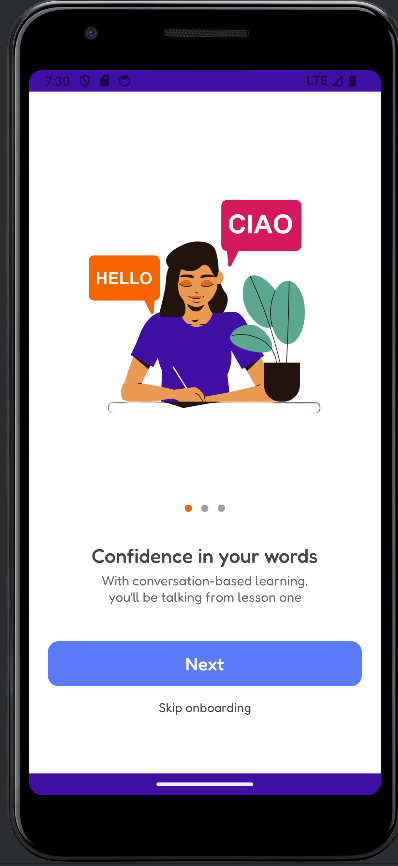 7:30
LTE
CIAO
HELLO
Confidence in your words
With conversation-based learning,
you'll be talking from lesson one
Next
Skip onboarding